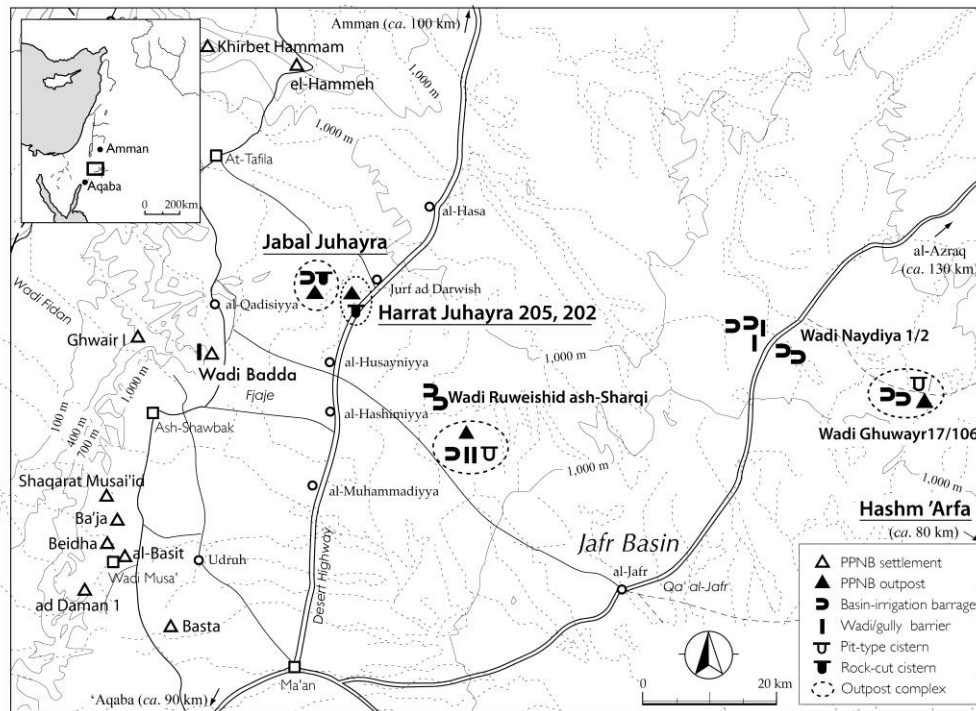 Amman (ca. 100 km)
Khirbet Hammam
el-Hammeh
1,000 m
1,000 m
Amman
Aqaba
0 200km
At-Tafila
al-Hasa
Jabal Juhayra
al-Azraq
(ca. 130 km)
Wadi Fidan
al-Qadisiyya
Jurf ad Darwish
Harrat Juhayra 205, 202
Ghwair I
Wadi Naydiya 1/2
Wadi Badda
al-Husayniyya
1,000 m
Fjaje
1,000 m
100 m
400 m
700 m
Wadi Ruweishid ash-Sharqi
Ash-Shawbak
al-Hashimiyya
Wadi Ghuwayr17/106
1,000 m
1,000 m
Shaqarat Musai'id
al-Muhammadiyya
Ba'ja
Hashm 'Arfa
(ca. 80 km)
Beidha
al-Basit
Wadi Musa'
Udruh
Jafr Basin
al-Jafr
Qa' al-Jafr
ad Daman 1
Desert Highway
Basta
Ma'an
'Aqaba (ca. 90 km)
0 20 km
PPNB settlement
PPNB outpost
Basin-irrigation barrage
Wadi/gully barrier
Pit-type cistern
Rock-cut cistern
Outpost complex